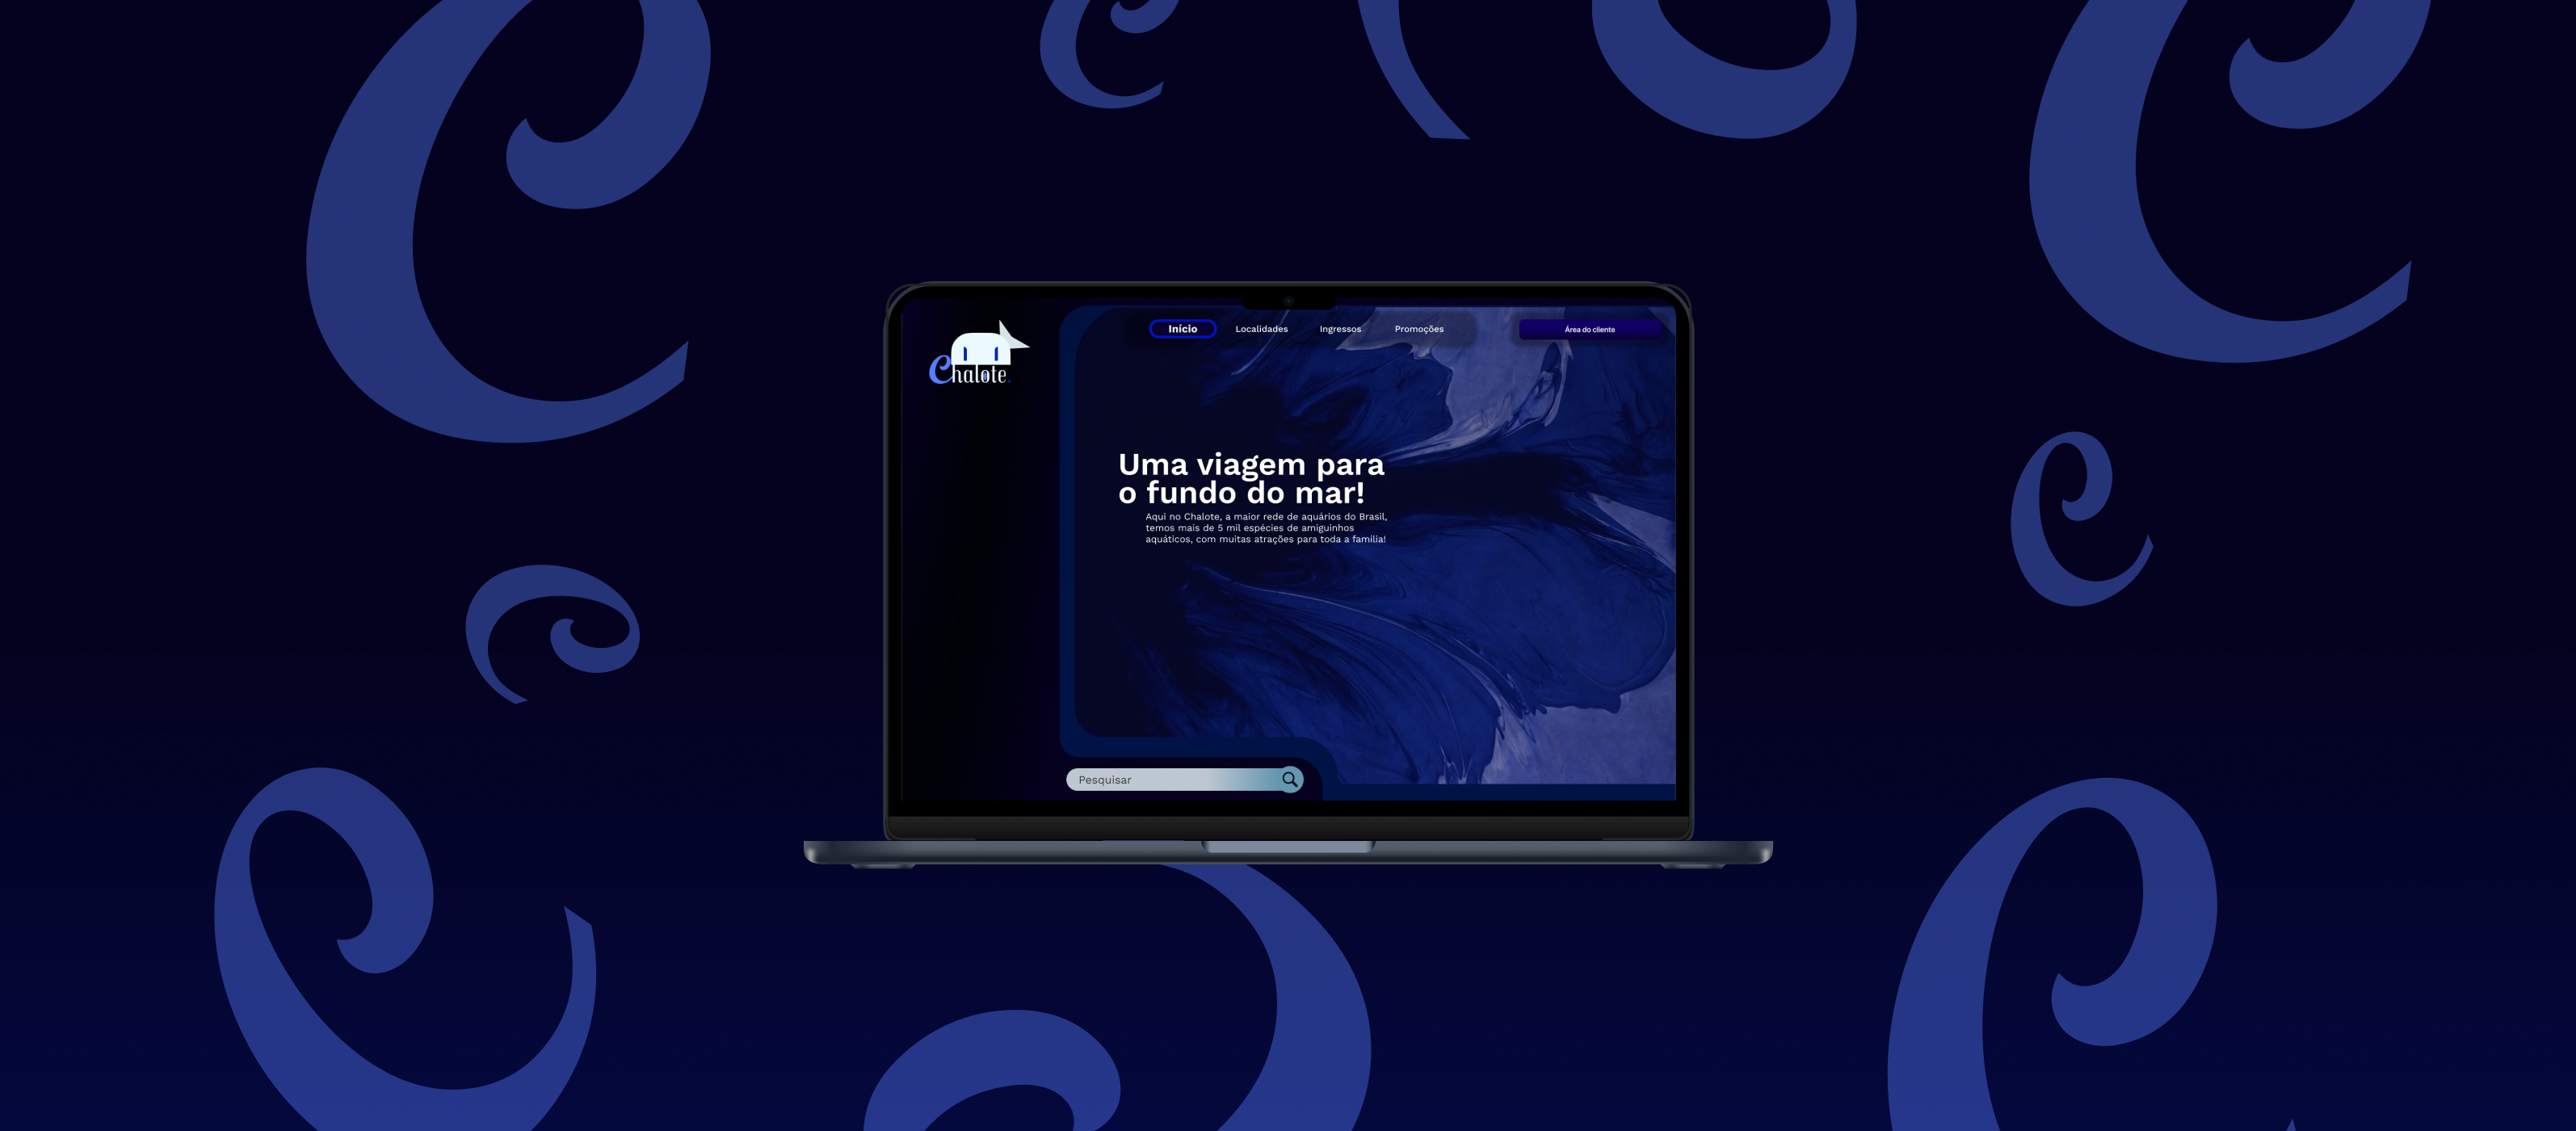 Chalote.
Início
Localidades
Ingressos
Promoções
Área do cliente
Uma viagem para
o fundo do mar!
Aqui no Chalote, a maior rede de aquários do Brasil,
temos mais de 5 mil espécies de amiguinhos
aquáticos, com muitas atrações para toda a família!
Pesquisar